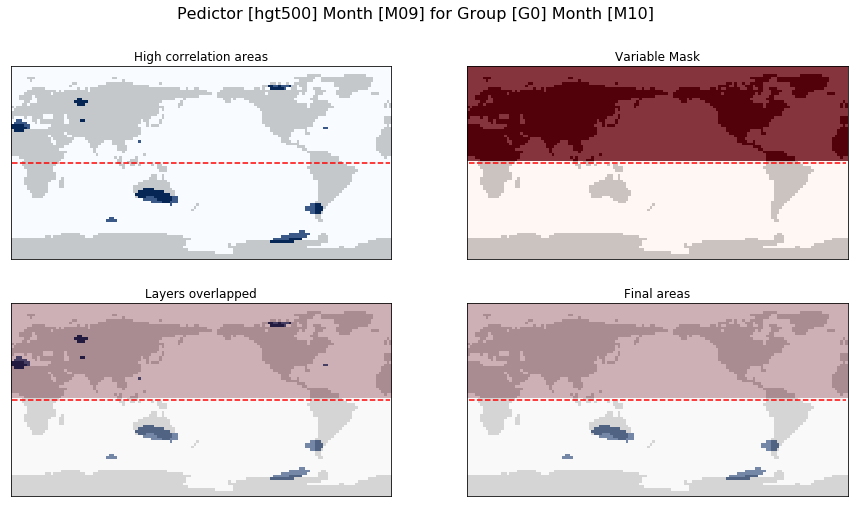 Pedictor [hgt500] Month [M09] for Group [G0] Month [M10]
High correlation areas
Variable Mask
Layers overlapped
Final areas